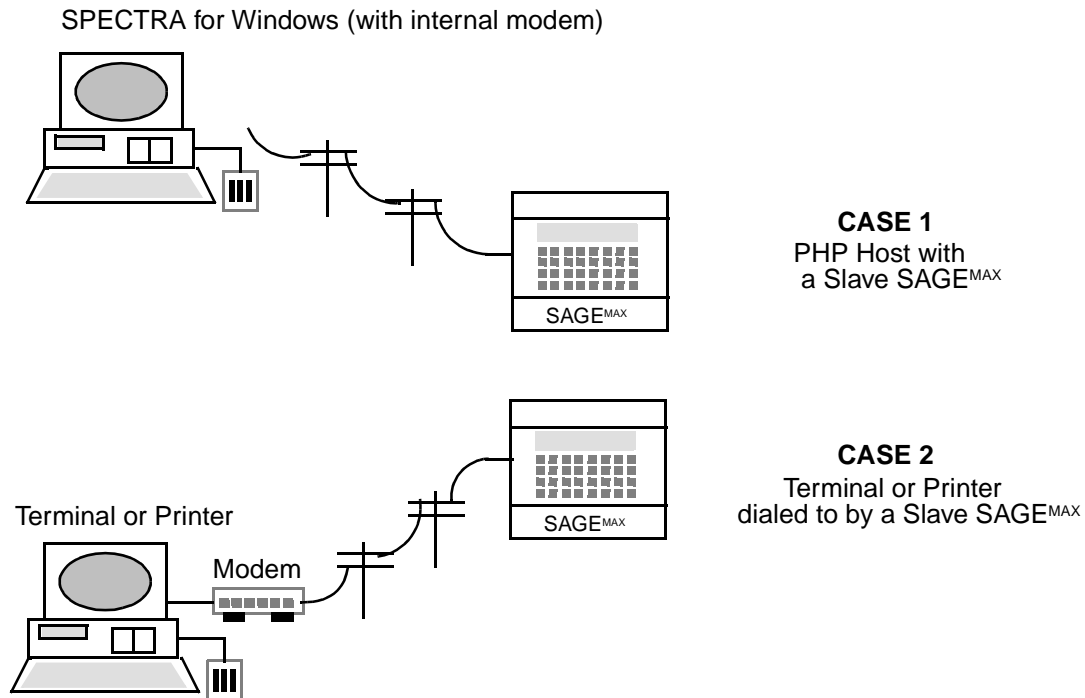 SPECTRA for Windows (with internal modem)
CASE 1
PHP Host with
a Slave SAGEMAX
SAGEMAX
CASE 2
Terminal or Printer
dialed to by a Slave SAGEMAX
SAGEMAX
Terminal or Printer
Modem